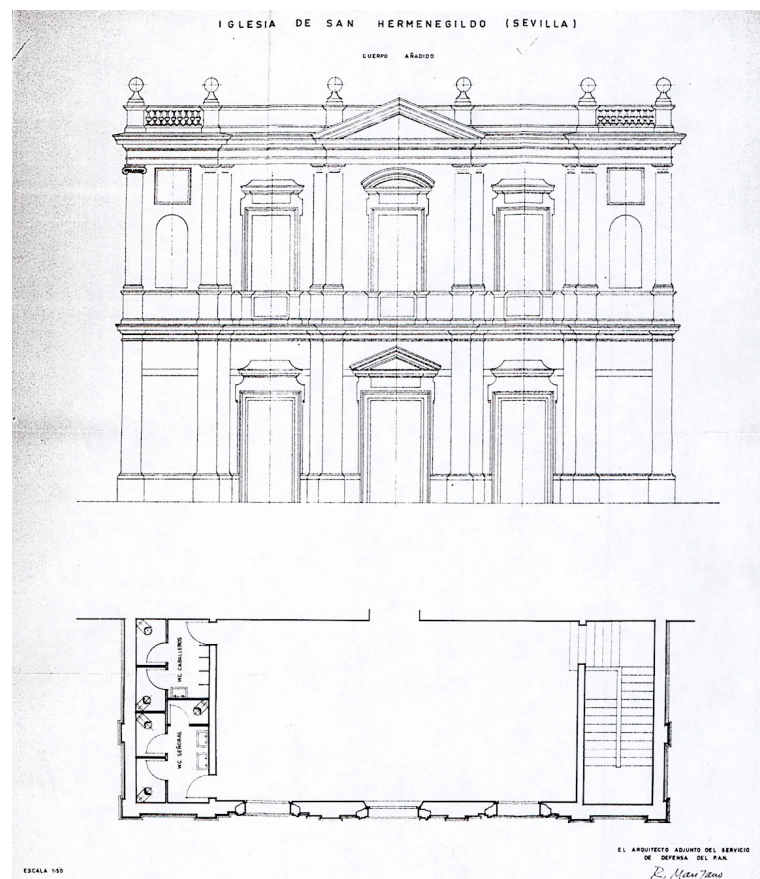 IGLESIA DE SAN HERMENEGILDO (SEVILLA)
CUERPO AÑADIDO
WC CABALLEROS
WC SEÑORAS
EL ARQUITECTO ADJUNTO DEL SERVICIO
DE DEFENSA DEL P.A.N.
R. Manzano
ESCALA 1:50